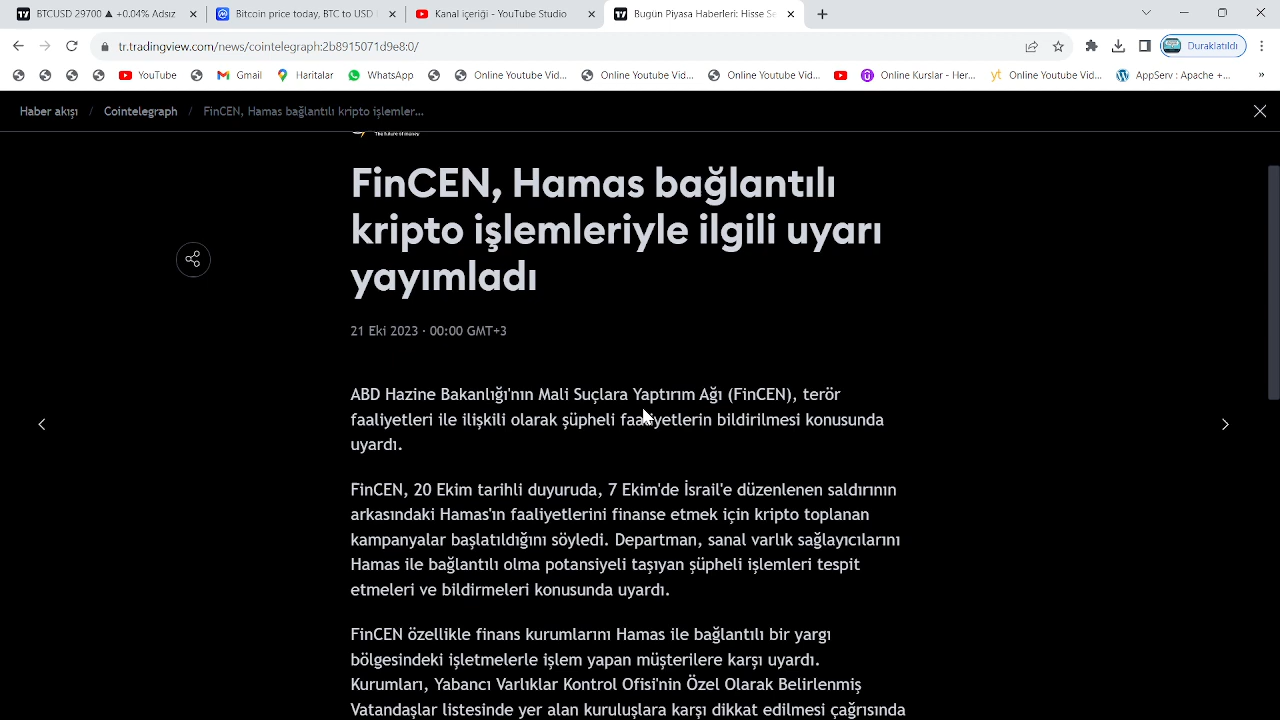 BTCUSD 29700 ▲ +0.04% Adsız
Bitcoin price today, BTC to USD
Kanal içeriği - YouTube Studio
Bugün Piyasa Haberleri: Hisse Se
tr.tradingview.com/news/cointelegraph:2b8915071d9e8:0/
Duraklatıldı
YouTube
Gmail
Haritalar
WhatsApp
Online Youtube Vid...
Online Youtube Vid...
Online Youtube Vid...
Online Kurslar - Her...
Online Youtube Vid...
AppServ : Apache +...
Haber akışı / Cointelegraph / FinCEN, Hamas bağlantılı kripto işlemler...
The future of money
FinCEN, Hamas bağlantılı
kripto işlemleriyle ilgili uyarı
yayımladı
21 Eki 2023 · 00:00 GMT+3
ABD Hazine Bakanlığı'nın Mali Suçlara Yaptırım Ağı (FinCEN), terör
faaliyetleri ile ilişkili olarak şüpheli faaliyetlerin bildirilmesi konusunda
uyardı.
FinCEN, 20 Ekim tarihli duyuruda, 7 Ekim'de İsrail'e düzenlenen saldırının
arkasındaki Hamas'ın faaliyetlerini finanse etmek için kripto toplanan
kampanyalar başlatıldığını söyledi. Departman, sanal varlık sağlayıcılarını
Hamas ile bağlantılı olma potansiyeli taşıyan şüpheli işlemleri tespit
etmeleri ve bildirmeleri konusunda uyardı.
FinCEN özellikle finans kurumlarını Hamas ile bağlantılı bir yargı
bölgesindeki işletmelerle işlem yapan müşterilere karşı uyardı.
Kurumları, Yabancı Varlıklar Kontrol Ofisi'nin Özel Olarak Belirlenmiş
Vatandaşlar listesinde yer alan kuruluşlara karşı dikkat edilmesi çağrısında